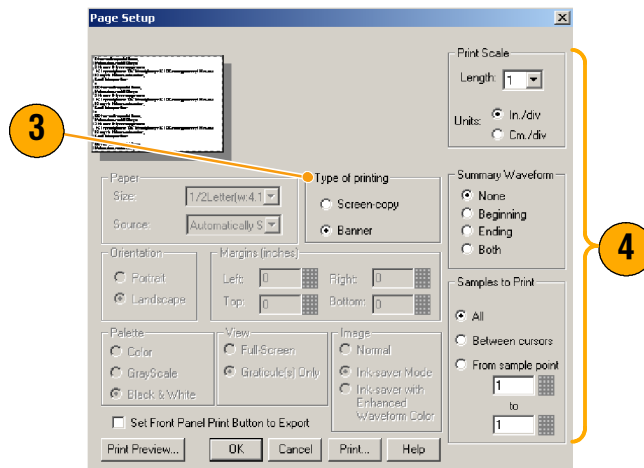 Page Setup
3
Paper
Size:
1/2Letter(w:4.1
Source:
Automatically S
Type of printing
Screen-copy
Banner
Orientation
Portrait
Landscape
Margins (inches)
Left: 0
Right: 0
Top: 0
Bottom: 0
Palette
Color
GrayScale
Black & White
View
Full-Screen
Graticule(s) Only
Image
Normal
Ink-saver Mode
Ink-saver with
Enhanced
Waveform Color
Set Front Panel Print Button to Export
Print Preview...
OK
Cancel
Print...
Help
Print Scale
Length: 1
Units:
In./div
Cm./div
Summary Waveform
None
Beginning
Ending
Both
Samples to Print
All
Between cursors
From sample point
1
to
1
4